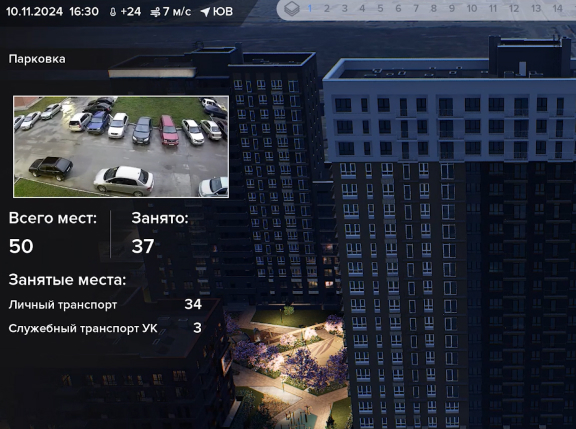 10.11.2024 16:30 +24 7 м/с ЮВ
1 2 3 4 5 6 7 8 9 10 11 12 13 14
Парковка
Всего мест: Занято:
50 37
Занятые места:
Личный транспорт 34
Служебный транспорт УК 3